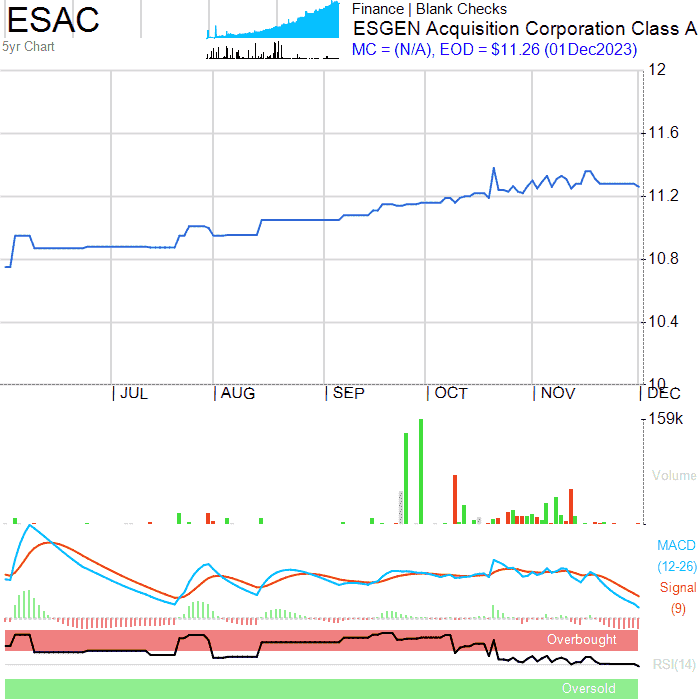 ESAC
5yr Chart
Finance | Blank Checks
ESGEN Acquisition Corporation Class A
MC = (N/A), EOD = $11.26 (01Dec2023)
12
11.6
11.2
10.8
10.4
10
| JUL | AUG | SEP | OCT | NOV | DEC
159k
Volume
MACD
(12-26)
Signal
(9)
Overbought
RSI(14)
Oversold